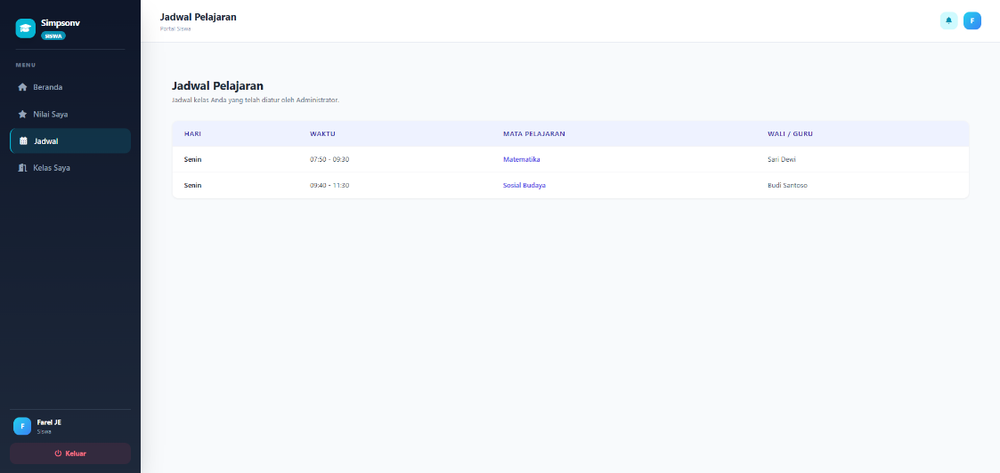 Simpsonv
SISWA
MENU
Beranda
Nilai Saya
Jadwal
Kelas Saya
Farel JE
Siswa
Keluar
Jadwal Pelajaran
Portal Siswa
F
Jadwal Pelajaran
Jadwal kelas Anda yang telah diatur oleh Administrator.
HARI WAKTU MATA PELAJARAN WALI / GURU
Senin 07:50 - 09:30 Matematika Sari Dewi
Senin 09:40 - 11:30 Sosial Budaya Budi Santoso
F